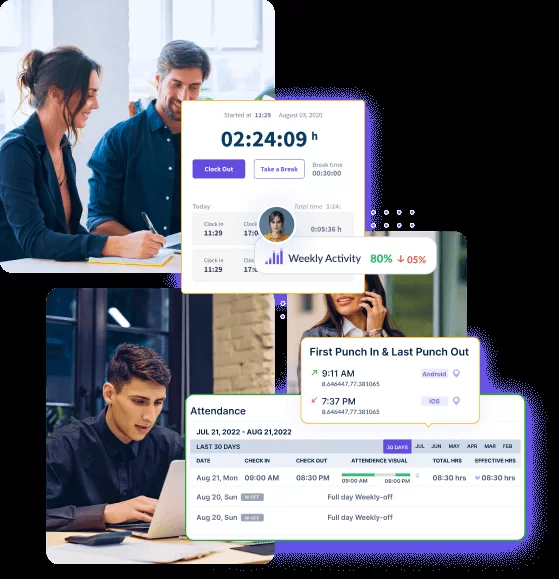 Started at 11:29 August 03, 2020
02:24:09 h
Clock Out
Take a Break
Break time
00:30:00
Today
Total time 1:24:
Clock in
11:29
Clock
17:0
0:05:36 h
Weekly Activity 80% 05%
Clock in
11:29
Clock
17:0
First Punch In & Last Punch Out
9:11 AM Android
8.646447,77.381065
7:37 PM iOS
8.646447,77.381065
Attendance
JUL 21, 2022 - AUG 21,2022
LAST 30 DAYS 30 DAYS JUL JUN MAY APR MAR FEB
DATE CHECK IN CHECK OUT ATTENDANCE VISUAL TOTAL HRS EFFECTIVE HRS
Aug 21, Mon 09:00 AM 08:30 PM 08:30 hrs 08:30 hrs
09:00 AM 08:00 PM
Aug 20, Sun W-OFF Full day Weekly-off
Aug 20, Sun W-OFF Full day Weekly-off